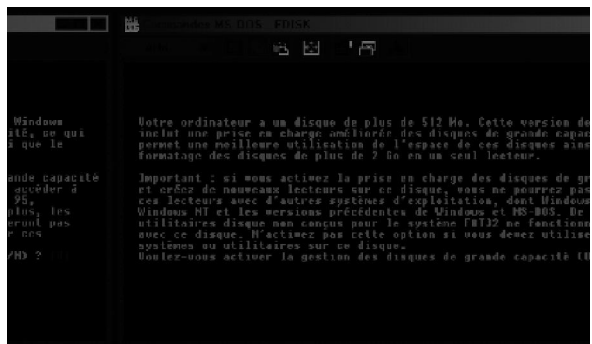 Commandes MS-DOS - FDISK
Windows
ité, ce qui
i que le
ande capacité
accéder à
95,
plus, les
eront pas
r ces
/N) ?
Votre ordinateur a un disque de plus de 512 Mo. Cette version de
inclut une prise en charge améliorée des disques de grande capac
permet une meilleure utilisation de l'espace de ces disques ains
formatage des disques de plus de 2 Go en un seul lecteur.
Important : si vous activez la prise en charge des disques de gr
et créez de nouveaux lecteurs sur ce disque, vous ne pourrez pas
ces lecteurs avec d'autres systèmes d'exploitation, dont Windows
Windows NT et les versions précédentes de Windows et MS-DOS. De
utilitaires disque non conçus pour le système FAT32 ne fonctionn
avec ce disque. N'activez pas cette option si vous devez utilise
systèmes ou utilitaires sur ce disque.
Voulez-vous activer la gestion des disques de grande capacité (O